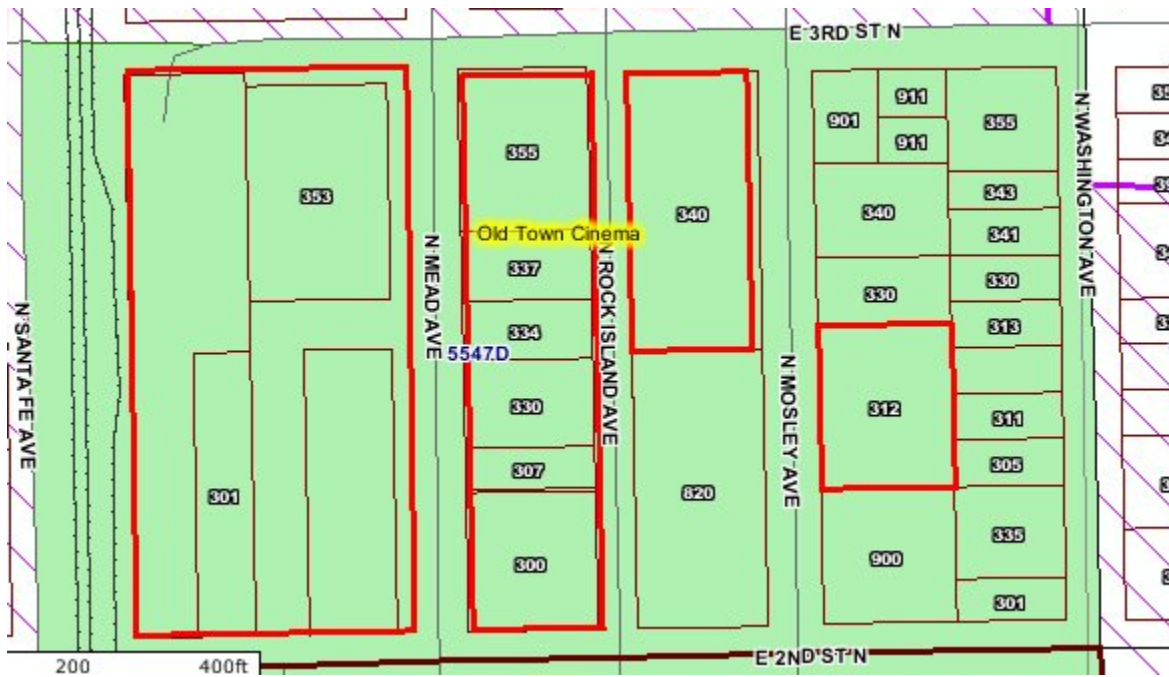 E 3RD ST N
911
901
355
911
355
353
340
343
340
341
Old Town Cinema
337
330
330
334
313
5547.D
330
312
311
307
305
301
820
335
900
300
301
N SANTA FE AVE
N MEAD AVE
N ROCK ISLAND AVE
N MOSLEY AVE
N WASHINGTON AVE
E 2ND ST N
200
400ft